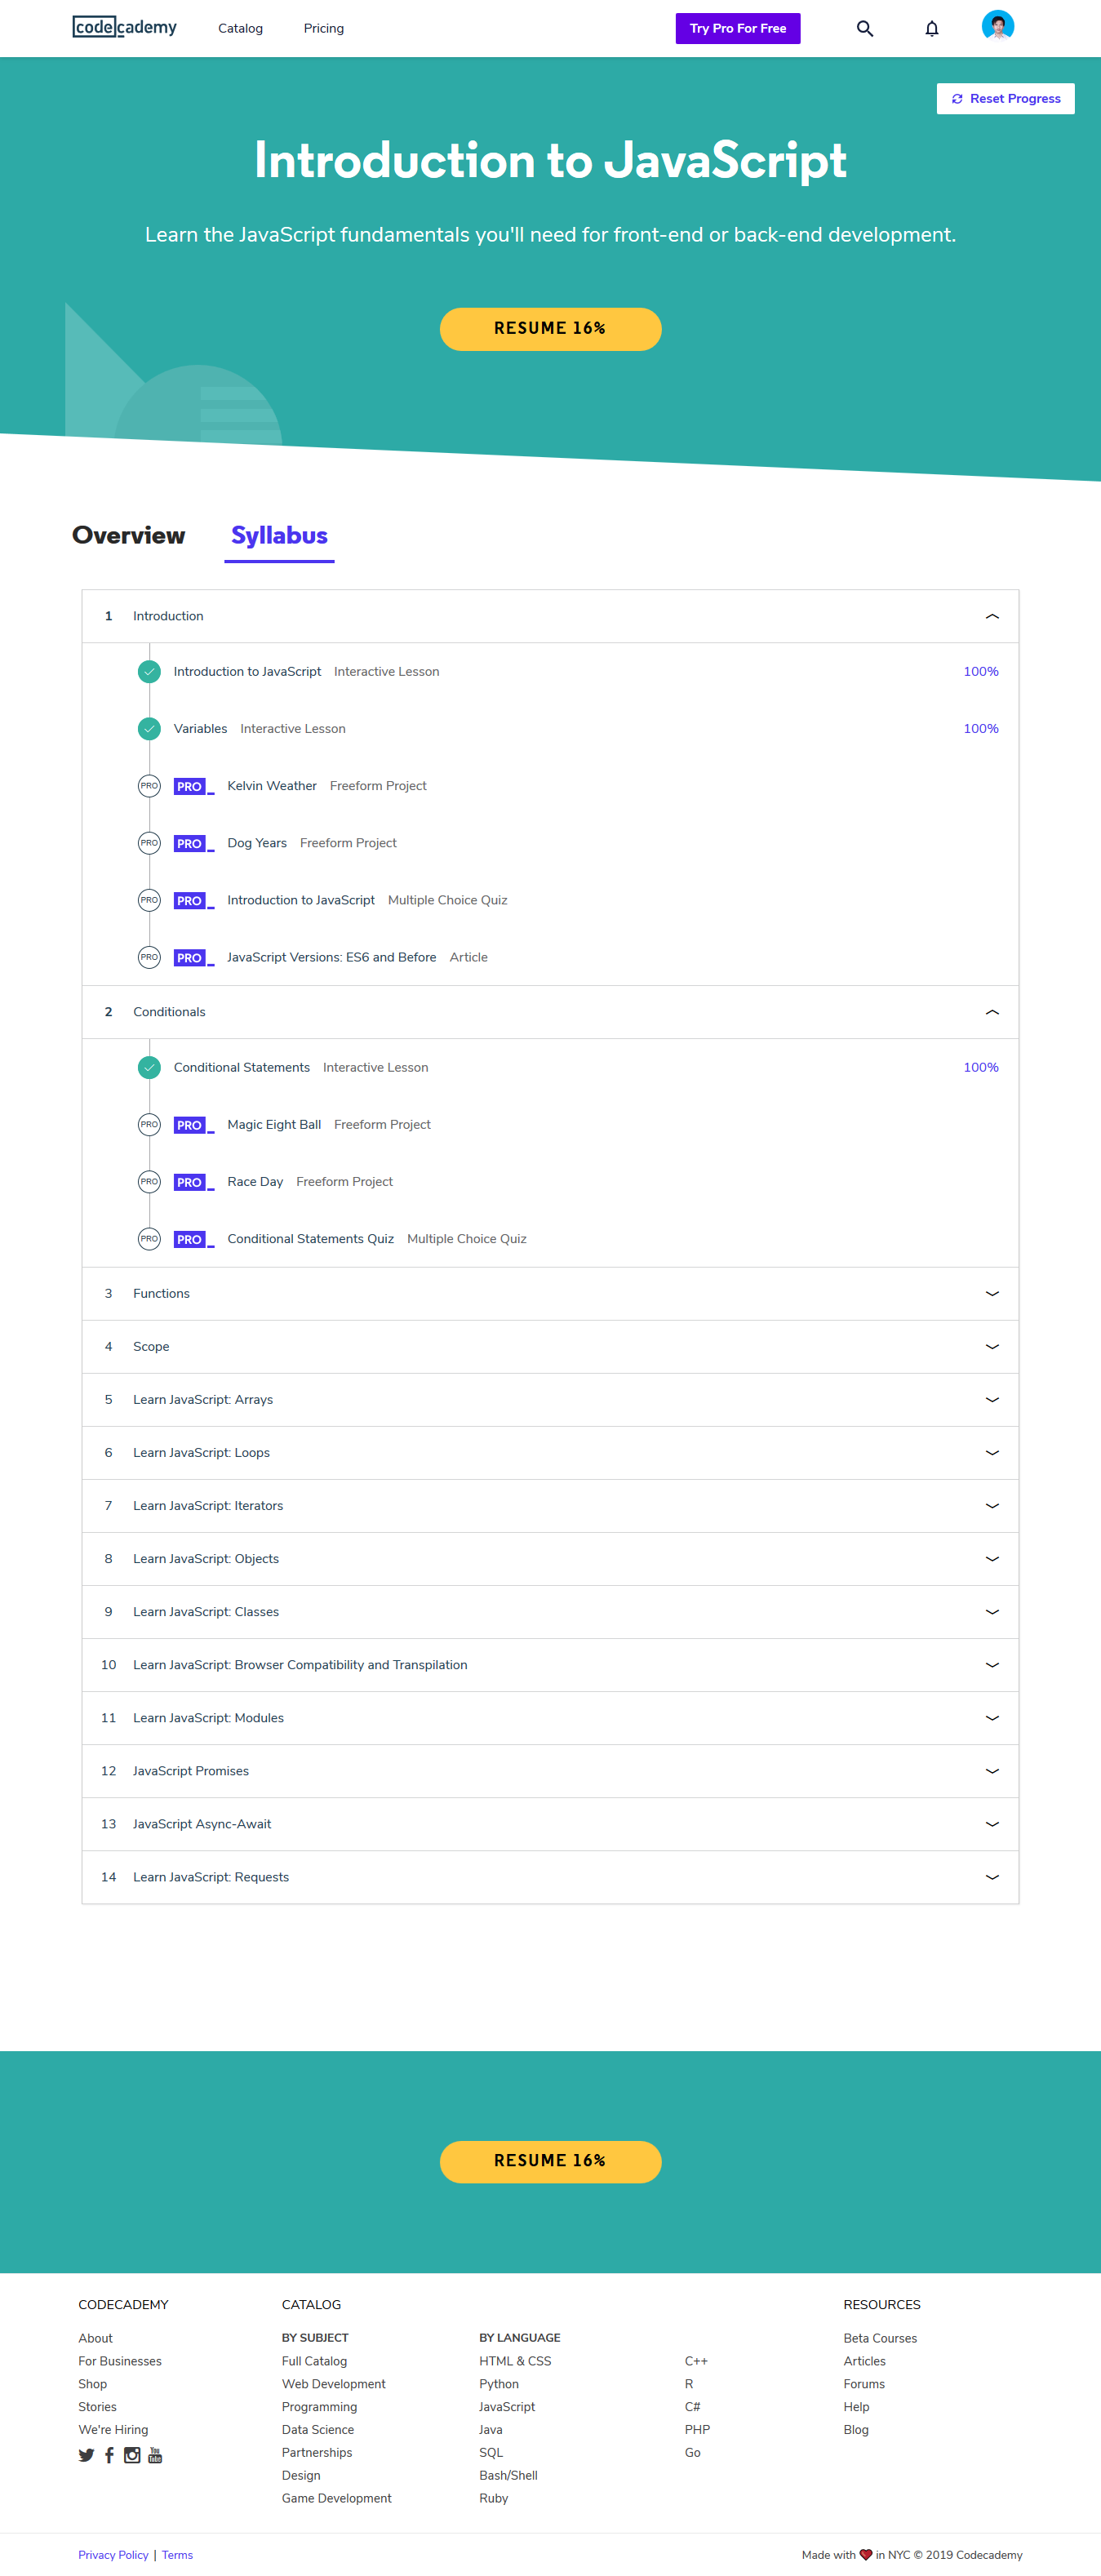 codecademy Catalog Pricing Try Pro For Free
Reset Progress
Introduction to JavaScript
Learn the JavaScript fundamentals you'll need for front-end or back-end development.
RESUME 16%
Overview Syllabus
1 Introduction
Introduction to JavaScript Interactive Lesson 100%
Variables Interactive Lesson 100%
PRO PRO_ Kelvin Weather Freeform Project
PRO PRO_ Dog Years Freeform Project
PRO PRO_ Introduction to JavaScript Multiple Choice Quiz
PRO PRO_ JavaScript Versions: ES6 and Before Article
2 Conditionals
Conditional Statements Interactive Lesson 100%
PRO PRO_ Magic Eight Ball Freeform Project
PRO PRO_ Race Day Freeform Project
PRO PRO_ Conditional Statements Quiz Multiple Choice Quiz
3 Functions
4 Scope
5 Learn JavaScript: Arrays
6 Learn JavaScript: Loops
7 Learn JavaScript: Iterators
8 Learn JavaScript: Objects
9 Learn JavaScript: Classes
10 Learn JavaScript: Browser Compatibility and Transpilation
11 Learn JavaScript: Modules
12 JavaScript Promises
13 JavaScript Async-Await
14 Learn JavaScript: Requests
RESUME 16%
CODECADEMY CATALOG RESOURCES
About BY SUBJECT BY LANGUAGE Beta Courses
For Businesses Full Catalog HTML & CSS C++ Articles
Shop Web Development Python R Forums
Stories Programming JavaScript C# Help
We're Hiring Data Science Java PHP Blog
You Tube Partnerships SQL Go
Design Bash/Shell
Game Development Ruby
Privacy Policy | Terms Made with ❤ in NYC © 2019 Codecademy